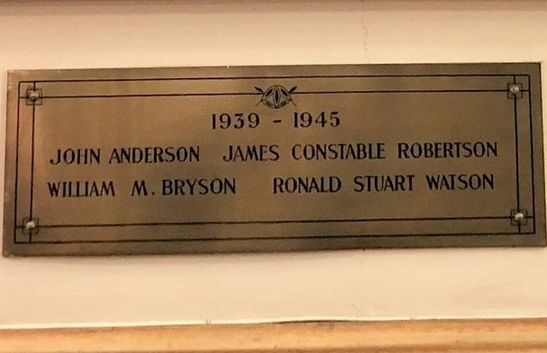 1939 - 1945
JOHN ANDERSON JAMES CONSTABLE ROBERTSON
WILLIAM M. BRYSON RONALD STUART WATSON